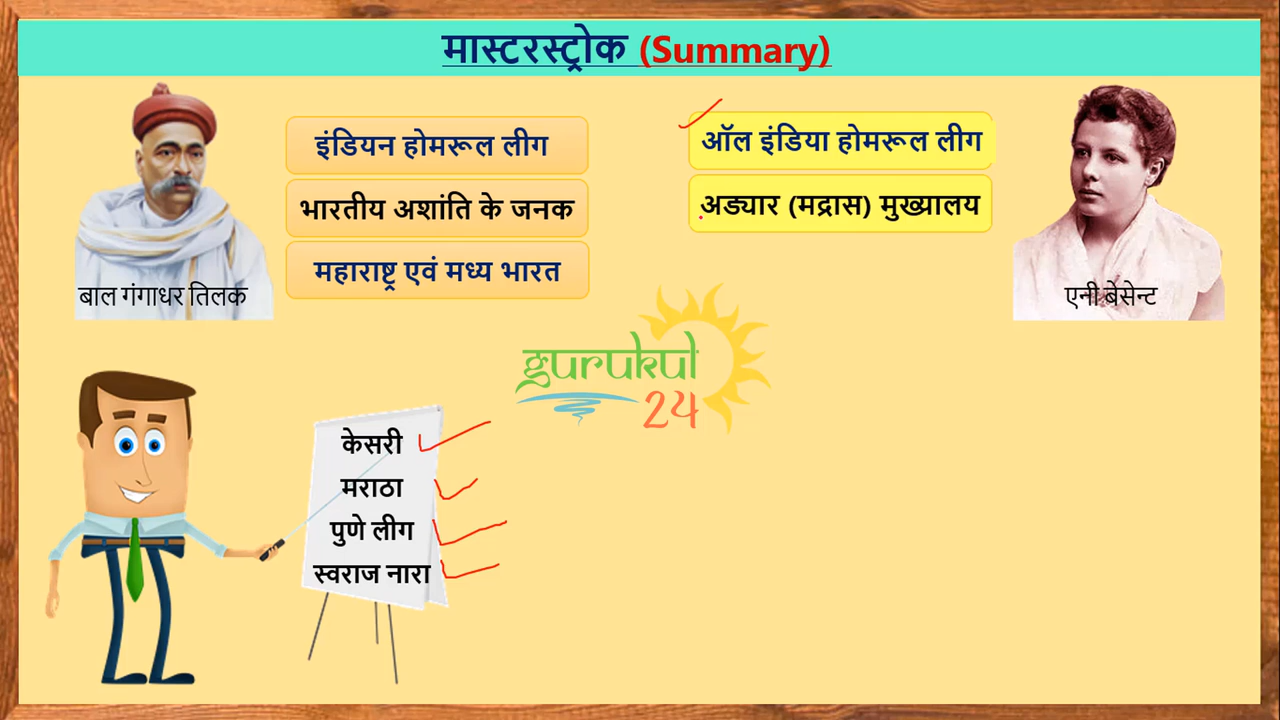 मास्टरस्ट्रोक (Summary)
इंडियन होमरूल लीग
भारतीय अशांति के जनक
महाराष्ट्र एवं मध्य भारत
बाल गंगाधर तिलक
ऑल इंडिया होमरूल लीग
अड्यार (मद्रास) मुख्यालय
एनी बेसेन्ट
gurukul
24
केसरी
मराठा
पुणे लीग
स्वराज नारा